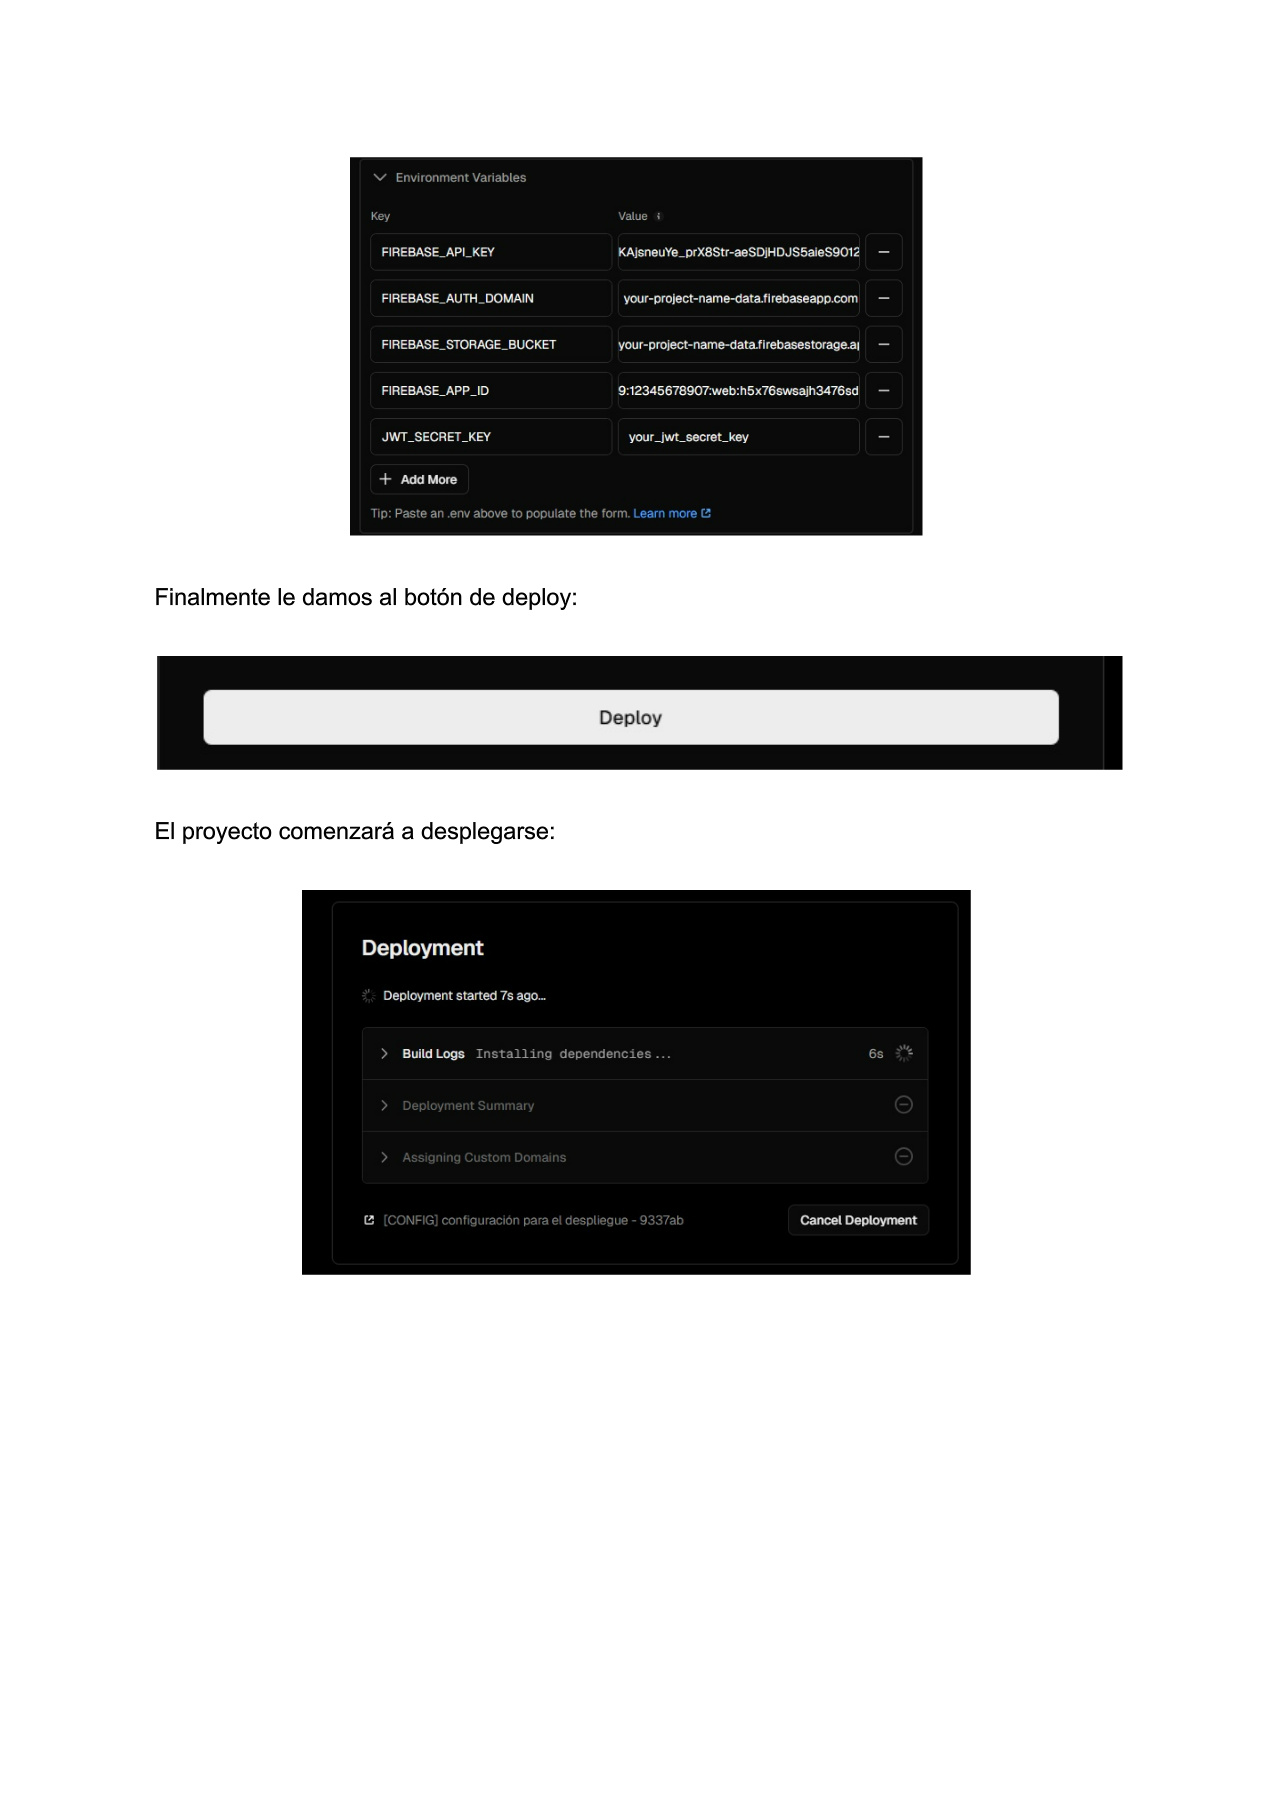 Environment Variables
Key Value
FIREBASE_API_KEY KAjsneuYe_prX8Str-aeSDjHDJS5aieS9012
FIREBASE_AUTH_DOMAIN your-project-name-data.firebaseapp.com
FIREBASE_STORAGE_BUCKET your-project-name-data.firebasestorage.ap
FIREBASE_APP_ID 9:12345678907:web:h5x76swsajh3476sd
JWT_SECRET_KEY your_jwt_secret_key
Add More
Tip: Paste an .env above to populate the form. Learn more
Finalmente le damos al botón de deploy:
Deploy
El proyecto comenzará a desplegarse:
Deployment
Deployment started 7s ago...
Build Logs Installing dependencies... 6s
Deployment Summary
Assigning Custom Domains
[CONFIG] configuración para el despliegue - 9337ab Cancel Deployment